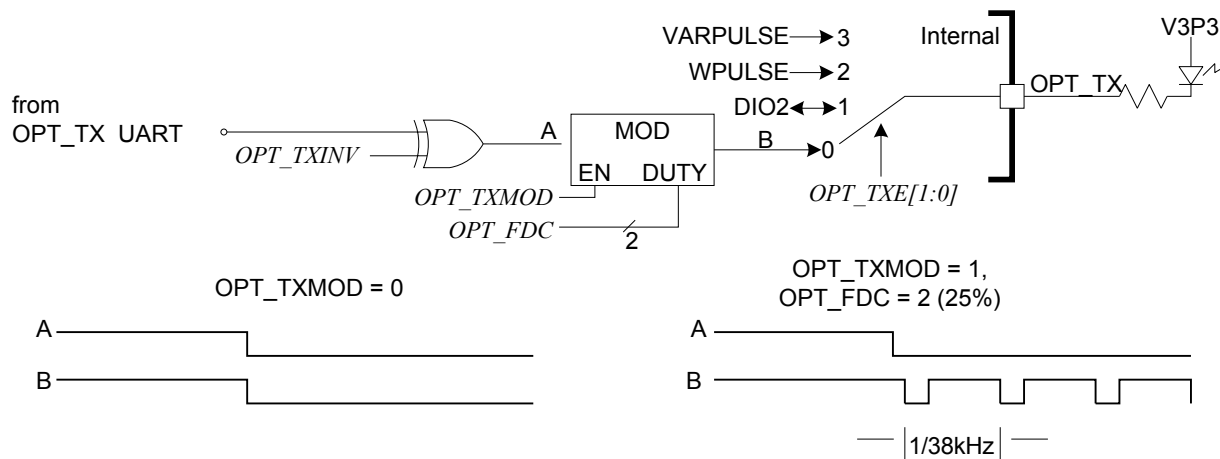 VARPULSE 3
Internal
V3P3
WPULSE 2
OPT_TX
from
OPT_TX UART
DIO2 1
A
MOD
B
0
OPT_TXINV
EN DUTY
OPT_TXMOD
OPT_TXE[1:0]
OPT_FDC
2
OPT_TXMOD = 0
OPT_TXMOD = 1,
OPT_FDC = 2 (25%)
A
B
A
B
1/38kHz